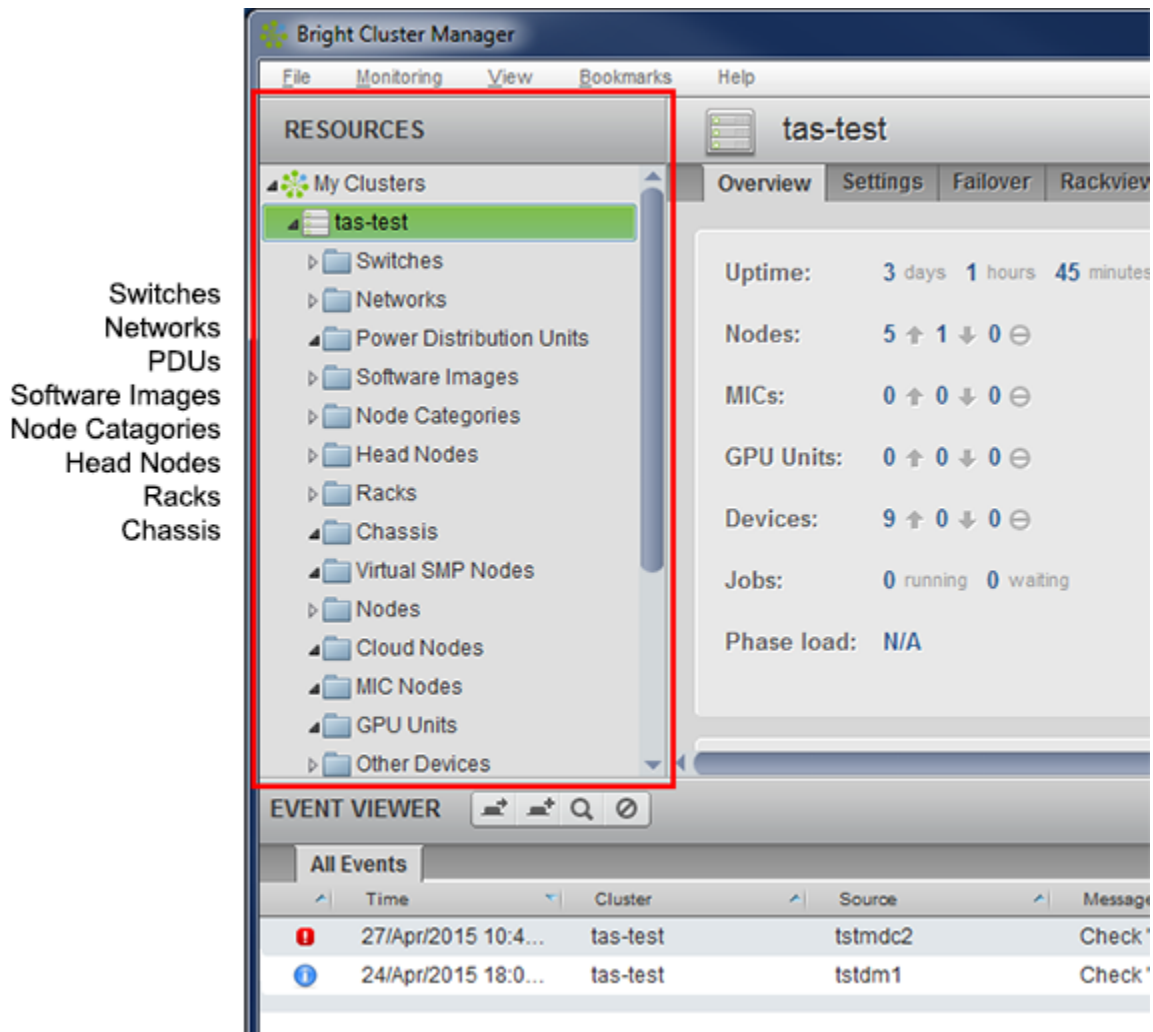 Switches
Networks
PDUs
Software Images
Node Catagories
Head Nodes
Racks
Chassis
Bright Cluster Manager
File Monitoring View Bookmarks Help
RESOURCES
My Clusters
tas-test
Switches
Networks
Power Distribution Units
Software Images
Node Categories
Head Nodes
Racks
Chassis
Virtual SMP Nodes
Nodes
Cloud Nodes
MIC Nodes
GPU Units
Other Devices
tas-test
Overview Settings Failover Rackview
Uptime: 3 days 1 hours 45 minutes
Nodes: 5 1 0
MICs: 0 0 0
GPU Units: 0 0 0
Devices: 9 0 0
Jobs: 0 running 0 waiting
Phase load: N/A
EVENT VIEWER
All Events
Time Cluster Source Message
27/Apr/2015 10:4... tas-test tstmdc2 Check '
24/Apr/2015 18:0... tas-test tstdm1 Check '